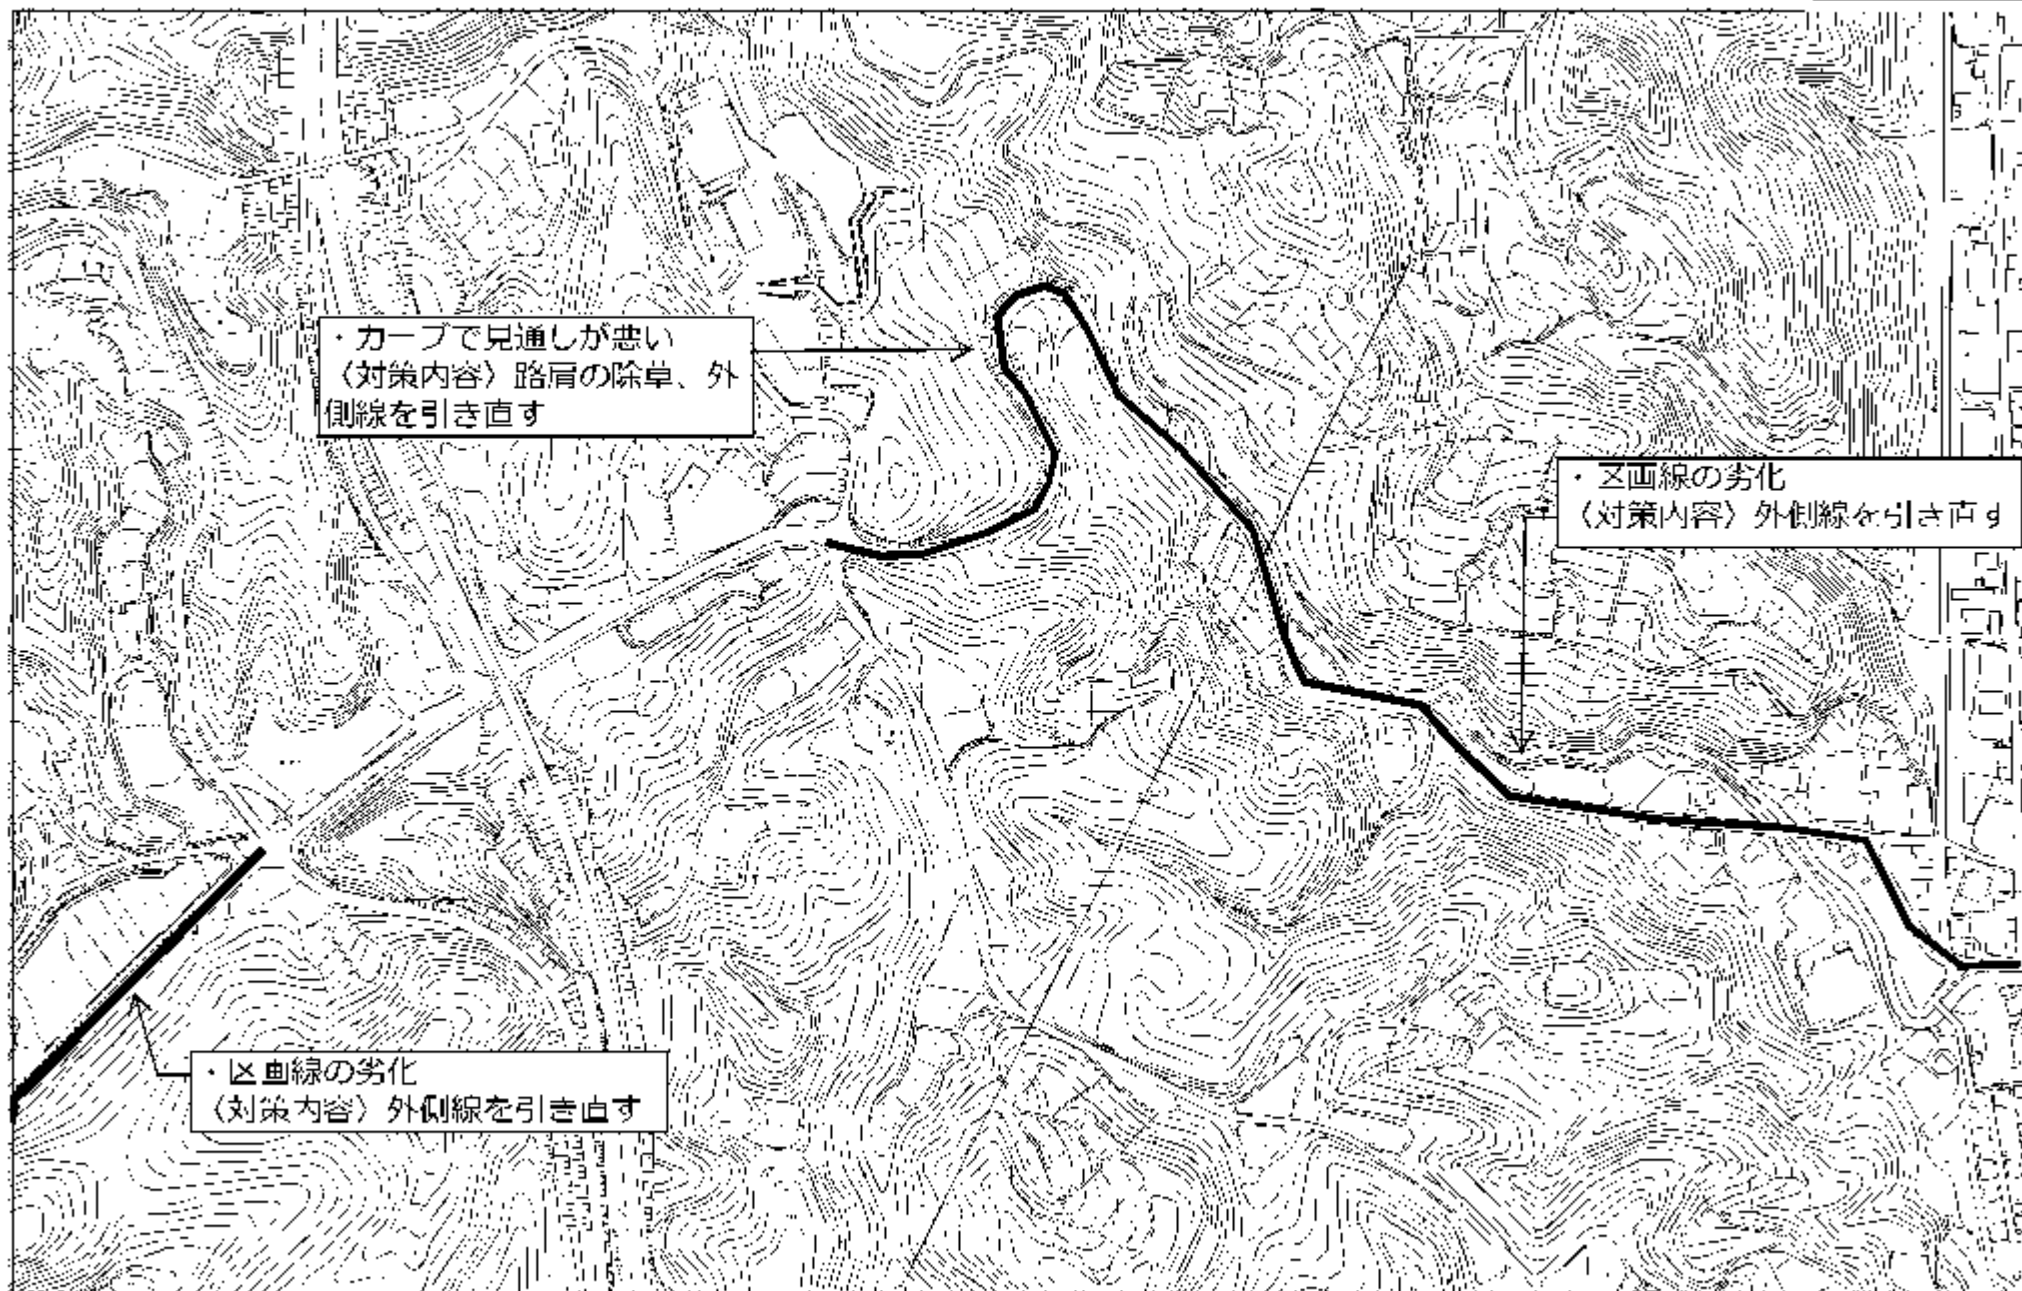 ・カーブで見通しが悪い
（対策内容）路肩の除草、外
側線を引き直す
・区画線の劣化
（対策内容）外側線を引き直す
・区画線の劣化
（対策内容）外側線を引き直す